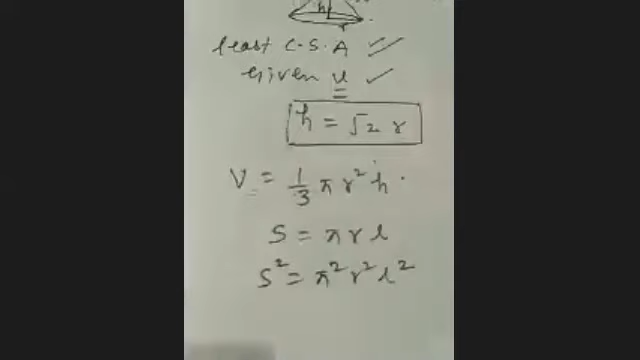 h
r
least C.S.A
Given V
h = √2 r
V = 1/3 π r² h.
S = π r l
S² = π² r² l²